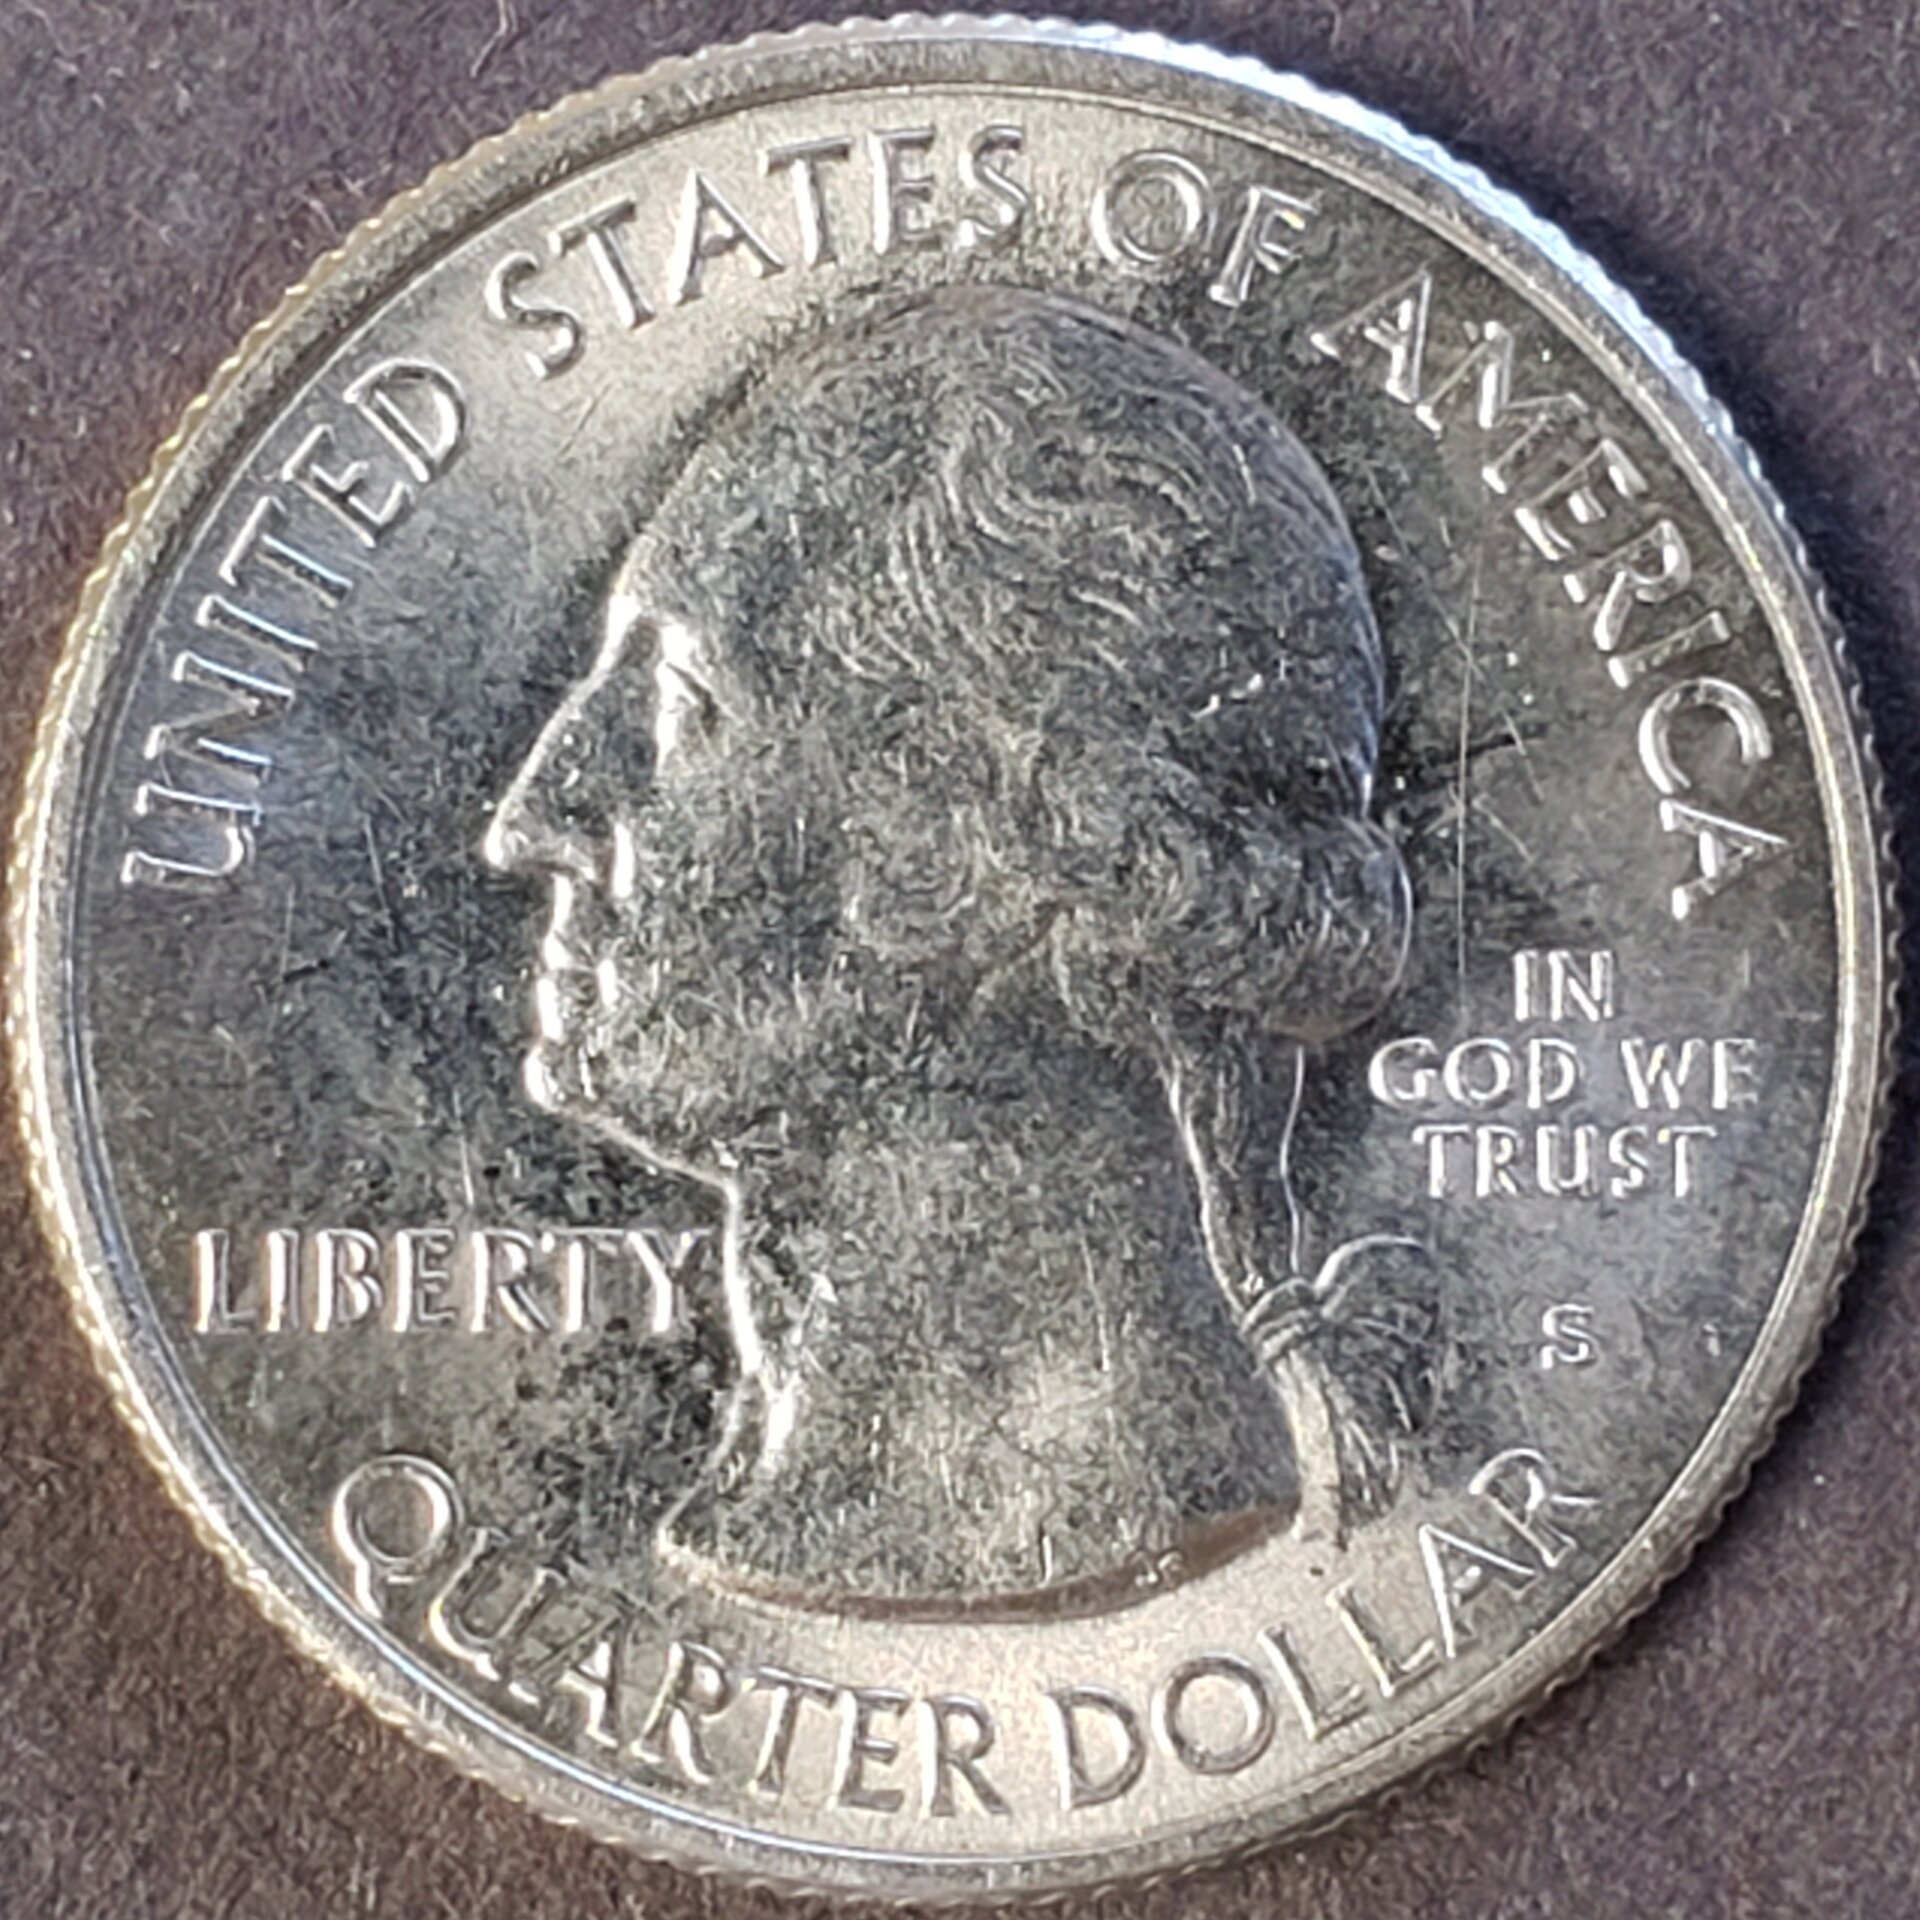 UNITED STATES OF AMERICA
IN
GOD WE
TRUST
LIBERTY
S
QUARTER DOLLAR